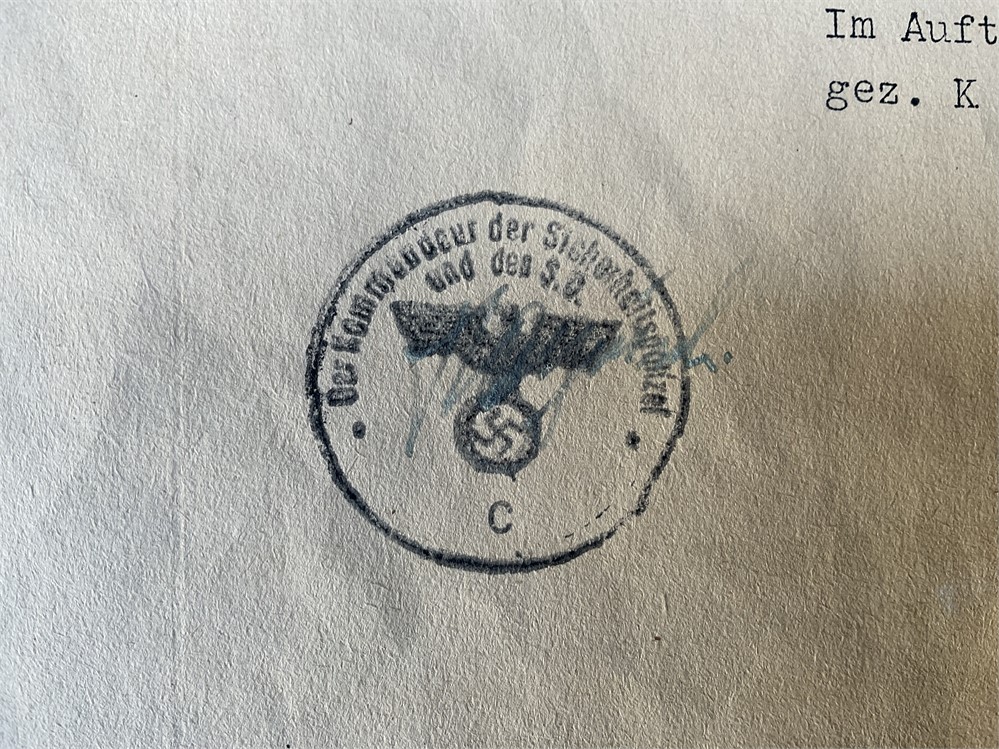 Im Auft
gez. K
Der Kommandeur der Sicherheitspolizei
und des S.D.
C